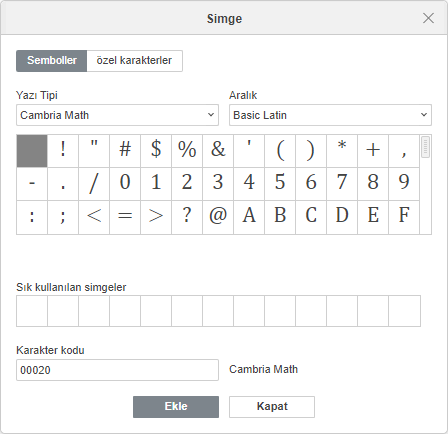 Simge
Semboller özel karakterler
Yazı Tipi Aralık
Cambria Math Basic Latin
! " # $ % & ' ( ) * + ,
- . / 0 1 2 3 4 5 6 7 8 9
: ; < = > ? @ A B C D E F
Sık kullanılan simgeler
Karakter kodu
00020 Cambria Math
Ekle Kapat